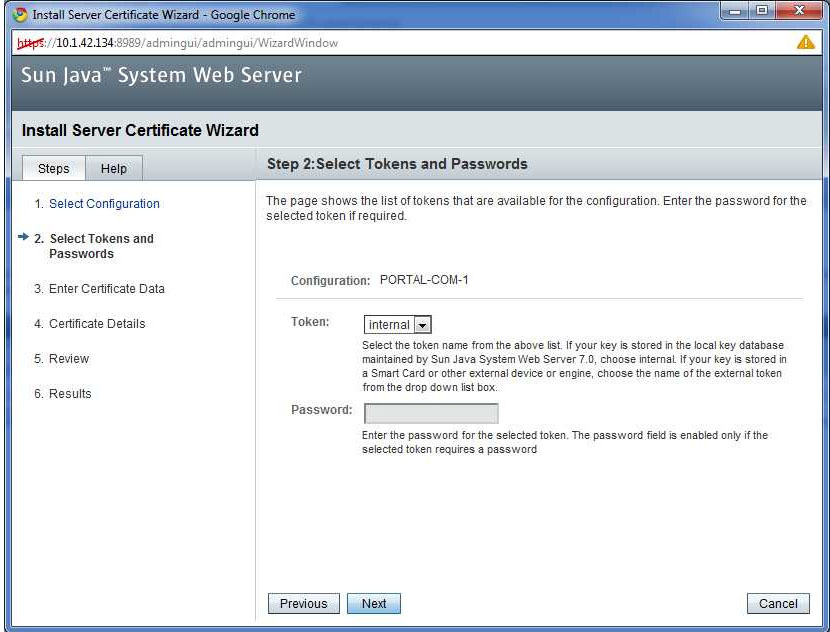 Install Server Certificate Wizard - Google Chrome
https://10.1.42.134:8989/admingui/admingui/WizardWindow
Sun Java™ System Web Server
Install Server Certificate Wizard
Steps
Help
1. Select Configuration
2. Select Tokens and
Passwords
3. Enter Certificate Data
4. Certificate Details
5. Review
6. Results
Step 2:Select Tokens and Passwords
The page shows the list of tokens that are available for the configuration. Enter the password for the
selected token if required.
Configuration: PORTAL-COM-1
Token: internal
Select the token name from the above list. If your key is stored in the local key database
maintained by Sun Java System Web Server 7.0, choose internal. If your key is stored in
a Smart Card or other external device or engine, choose the name of the external token
from the drop down list box.
Password:
Enter the password for the selected token. The password field is enabled only if the
selected token requires a password
Previous
Next
Cancel